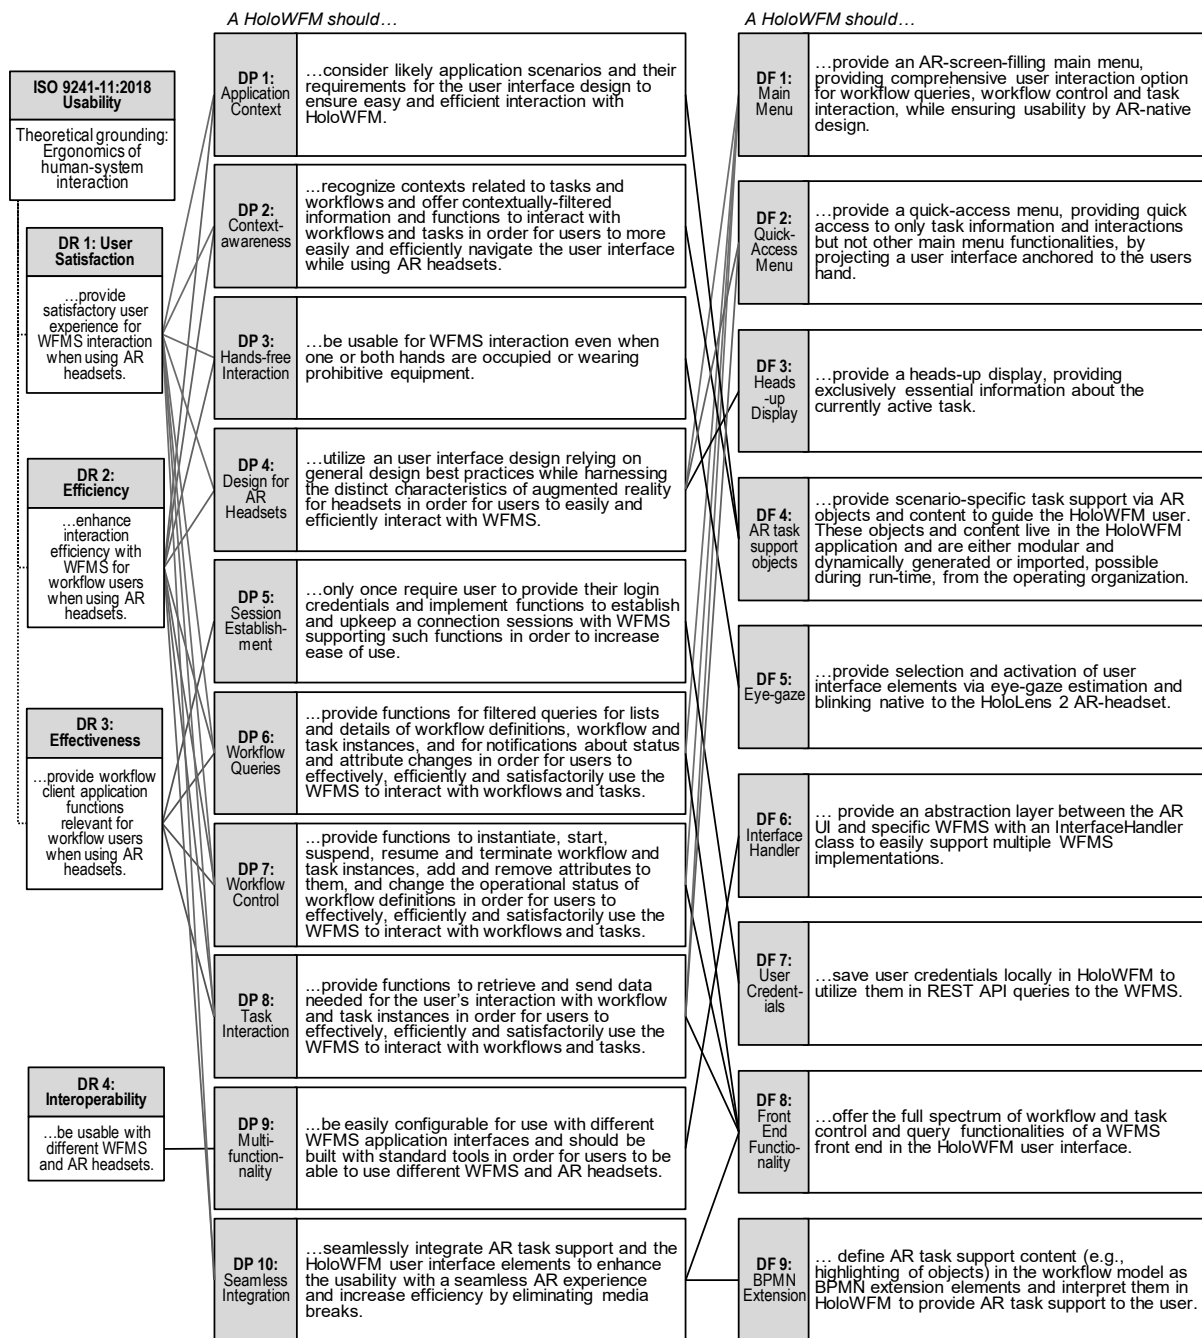 A HoloWFM should…
A HoloWFM should…
ISO 9241-11:2018
Usability
Theoretical grounding:
Ergonomics of
human-system
interaction
DR 1: User
Satisfaction
…provide
satisfactory user
experience for
WFMS interaction
when using AR
headsets.
DR 2:
Efficiency
…enhance
interaction
efficiency with
WFMS for
workflow users
when using AR
headsets.
DR 3:
Effectiveness
…provide workflow
client application
functions
relevant for
workflow users
when using AR
headsets.
DR 4:
Interoperability
…be usable with
different WFMS
and AR headsets.
DP 1:
Application
Context
…consider likely application scenarios and their
requirements for the user interface design to
ensure easy and efficient interaction with
HoloWFM.
DP 2:
Context-
awareness
…recognize contexts related to tasks and
workflows and offer contextually-filtered
information and functions to interact with
workflows and tasks in order for users to more
easily and efficiently navigate the user interface
while using AR headsets.
DP 3:
Hands-free
Interaction
…be usable for WFMS interaction even when
one or both hands are occupied or wearing
prohibitive equipment.
DP 4:
Design for
AR
Headsets
…utilize an user interface design relying on
general design best practices while harnessing
the distinct characteristics of augmented reality
for headsets in order for users to easily and
efficiently interact with WFMS.
DP 5:
Session
Establish-
ment
…only once require user to provide their login
credentials and implement functions to establish
and upkeep a connection sessions with WFMS
supporting such functions in order to increase
ease of use.
DP 6:
Workflow
Queries
…provide functions for filtered queries for lists
and details of workflow definitions, workflow and
task instances, and for notifications about status
and attribute changes in order for users to
effectively, efficiently and satisfactorily use the
WFMS to interact with workflows and tasks.
DP 7:
Workflow
Control
…provide functions to instantiate, start,
suspend, resume and terminate workflow and
task instances, add and remove attributes to
them, and change the operational status of
workflow definitions in order for users to
effectively, efficiently and satisfactorily use the
WFMS to interact with workflows and tasks.
DP 8:
Task
Interaction
…provide functions to retrieve and send data
needed for the user's interaction with workflow
and task instances in order for users to
effectively, efficiently and satisfactorily use the
WFMS to interact with workflows and tasks.
DP 9:
Multi-
function-
nality
…be easily configurable for use with different
WFMS application interfaces and should be
built with standard tools in order for users to be
able to use different WFMS and AR headsets.
DP 10:
Seamless
Integration
…seamlessly integrate AR task support and the
HoloWFM user interface elements to enhance
the usability with a seamless AR experience
and increase efficiency by eliminating media
breaks.
DF 1:
Main
Menu
…provide an AR-screen-filling main menu,
providing comprehensive user interaction option
for workflow queries, workflow control and task
interaction, while ensuring usability by AR-native
design.
DF 2:
Quick-
Access
Menu
…provide a quick-access menu, providing quick
access to only task information and interactions
but not other main menu functionalities, by
projecting a user interface anchored to the users
hand.
DF 3:
Heads
-up
Display
…provide a heads-up display, providing
exclusively essential information about the
currently active task.
DF 4:
AR task
support
objects
…provide scenario-specific task support via AR
objects and content to guide the HoloWFM user.
These objects and content live in the HoloWFM
application and are either modular and
dynamically generated or imported, possible
during run-time, from the operating organization.
DF 5:
Eye-gaze
…provide selection and activation of user
interface elements via eye-gaze estimation and
blinking native to the HoloLens 2 AR-headset.
DF 6:
Interface
Handler
… provide an abstraction layer between the AR
UI and specific WFMS with an InterfaceHandler
class to easily support multiple WFMS
implementations.
DF 7:
User
Credent-
ials
…save user credentials locally in HoloWFM to
utilize them in REST API queries to the WFMS.
DF 8:
Front
End
Functio-
nality
…offer the full spectrum of workflow and task
control and query functionalities of a WFMS
front end in the HoloWFM user interface.
DF 9:
BPMN
Extension
… define AR task support content (e.g.,
highlighting of objects) in the workflow model as
BPMN extension elements and interpret them in
HoloWFM to provide AR task support to the user.